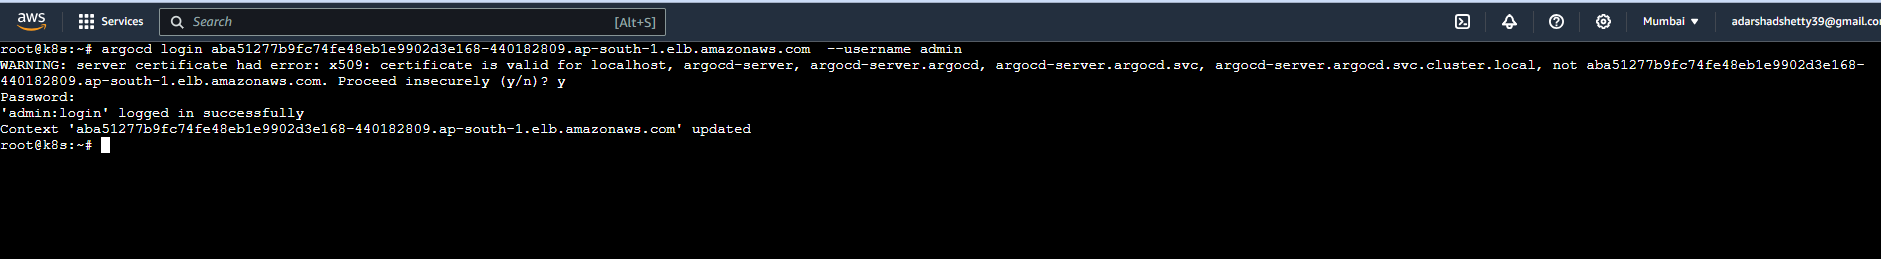 aws Services Search [Alt+S] Mumbai ▼ adarshadshetty39@gmail.co
root@k8s:~# argocd login aba51277b9fc74fe48eb1e9902d3e168-440182809.ap-south-1.elb.amazonaws.com  --username admin
WARNING: server certificate had error: x509: certificate is valid for localhost, argocd-server, argocd-server.argocd, argocd-server.argocd.svc, argocd-server.argocd.svc.cluster.local, not aba51277b9fc74fe48eb1e9902d3e168-
440182809.ap-south-1.elb.amazonaws.com. Proceed insecurely (y/n)? y
Password:
'admin:login' logged in successfully
Context 'aba51277b9fc74fe48eb1e9902d3e168-440182809.ap-south-1.elb.amazonaws.com' updated
root@k8s:~#